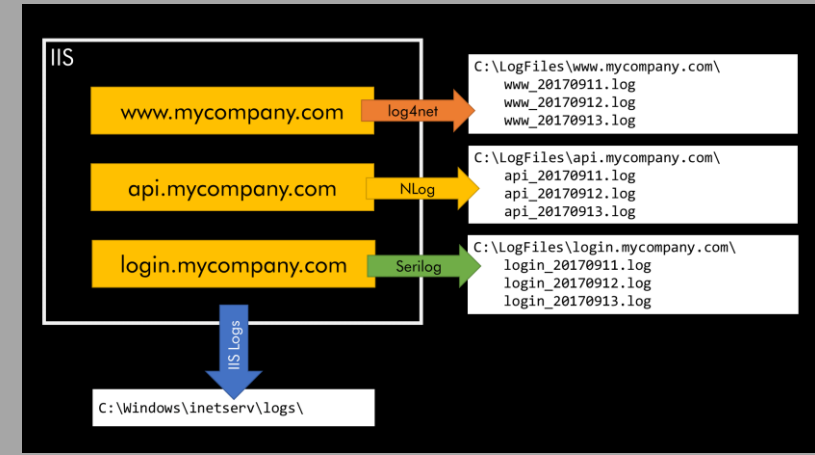 IIS
www.mycompany.com
log4net
C:\LogFiles\www.mycompany.com\
www_20170911.log
www_20170912.log
www_20170913.log
api.mycompany.com
NLog
C:\LogFiles\api.mycompany.com\
api_20170911.log
api_20170912.log
api_20170913.log
login.mycompany.com
Serilog
C:\LogFiles\login.mycompany.com\
login_20170911.log
login_20170912.log
login_20170913.log
IIS Logs
C:\Windows\inetserv\logs\